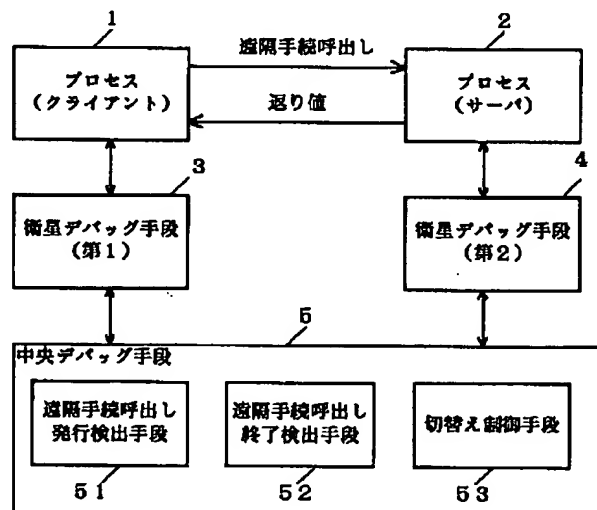 1
2
遠隔手続呼出し
プロセス
(クライアント)
プロセス
(サーバ)
返り値
3
4
衛星デバッグ手段
(第1)
衛星デバッグ手段
(第2)
5
中央デバッグ手段
遠隔手続呼出し
発行検出手段
遠隔手続呼出し
終了検出手段
切替え制御手段
51
52
53